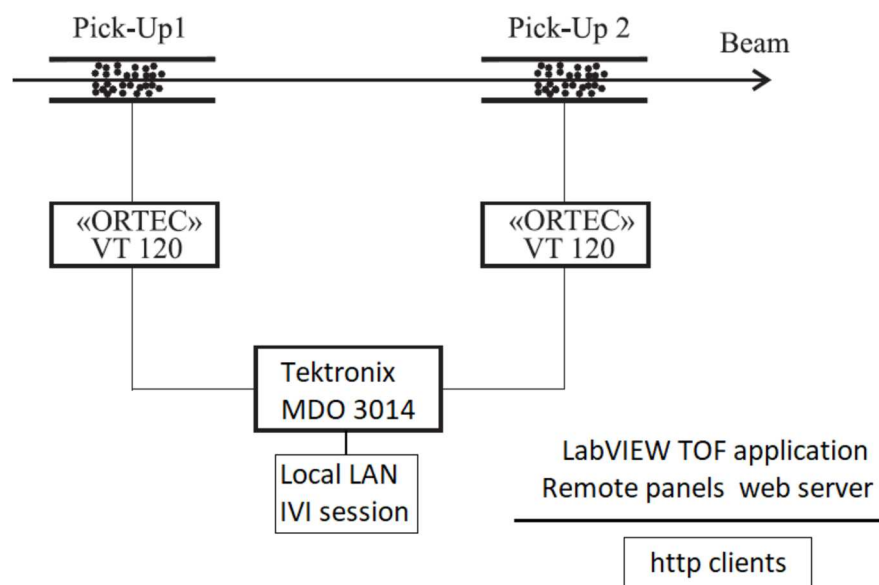 Pick-Up1
Pick-Up 2
Beam
«ORTEC»
VT 120
«ORTEC»
VT 120
Tektronix
MDO 3014
Local LAN
IVI session
LabVIEW TOF application
Remote panels web server
http clients